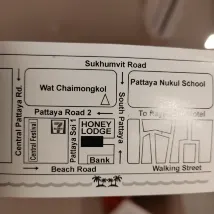 Sukhumvit Road
Central Pattaya Rd.
Wat Chaimongkol
Pattaya Nukul School
Pattaya Road 2
South Pattaya
Central Festival
7
Pattaya Soi 1
HONEY
LODGE
Bank
Beach Road
Walking Street